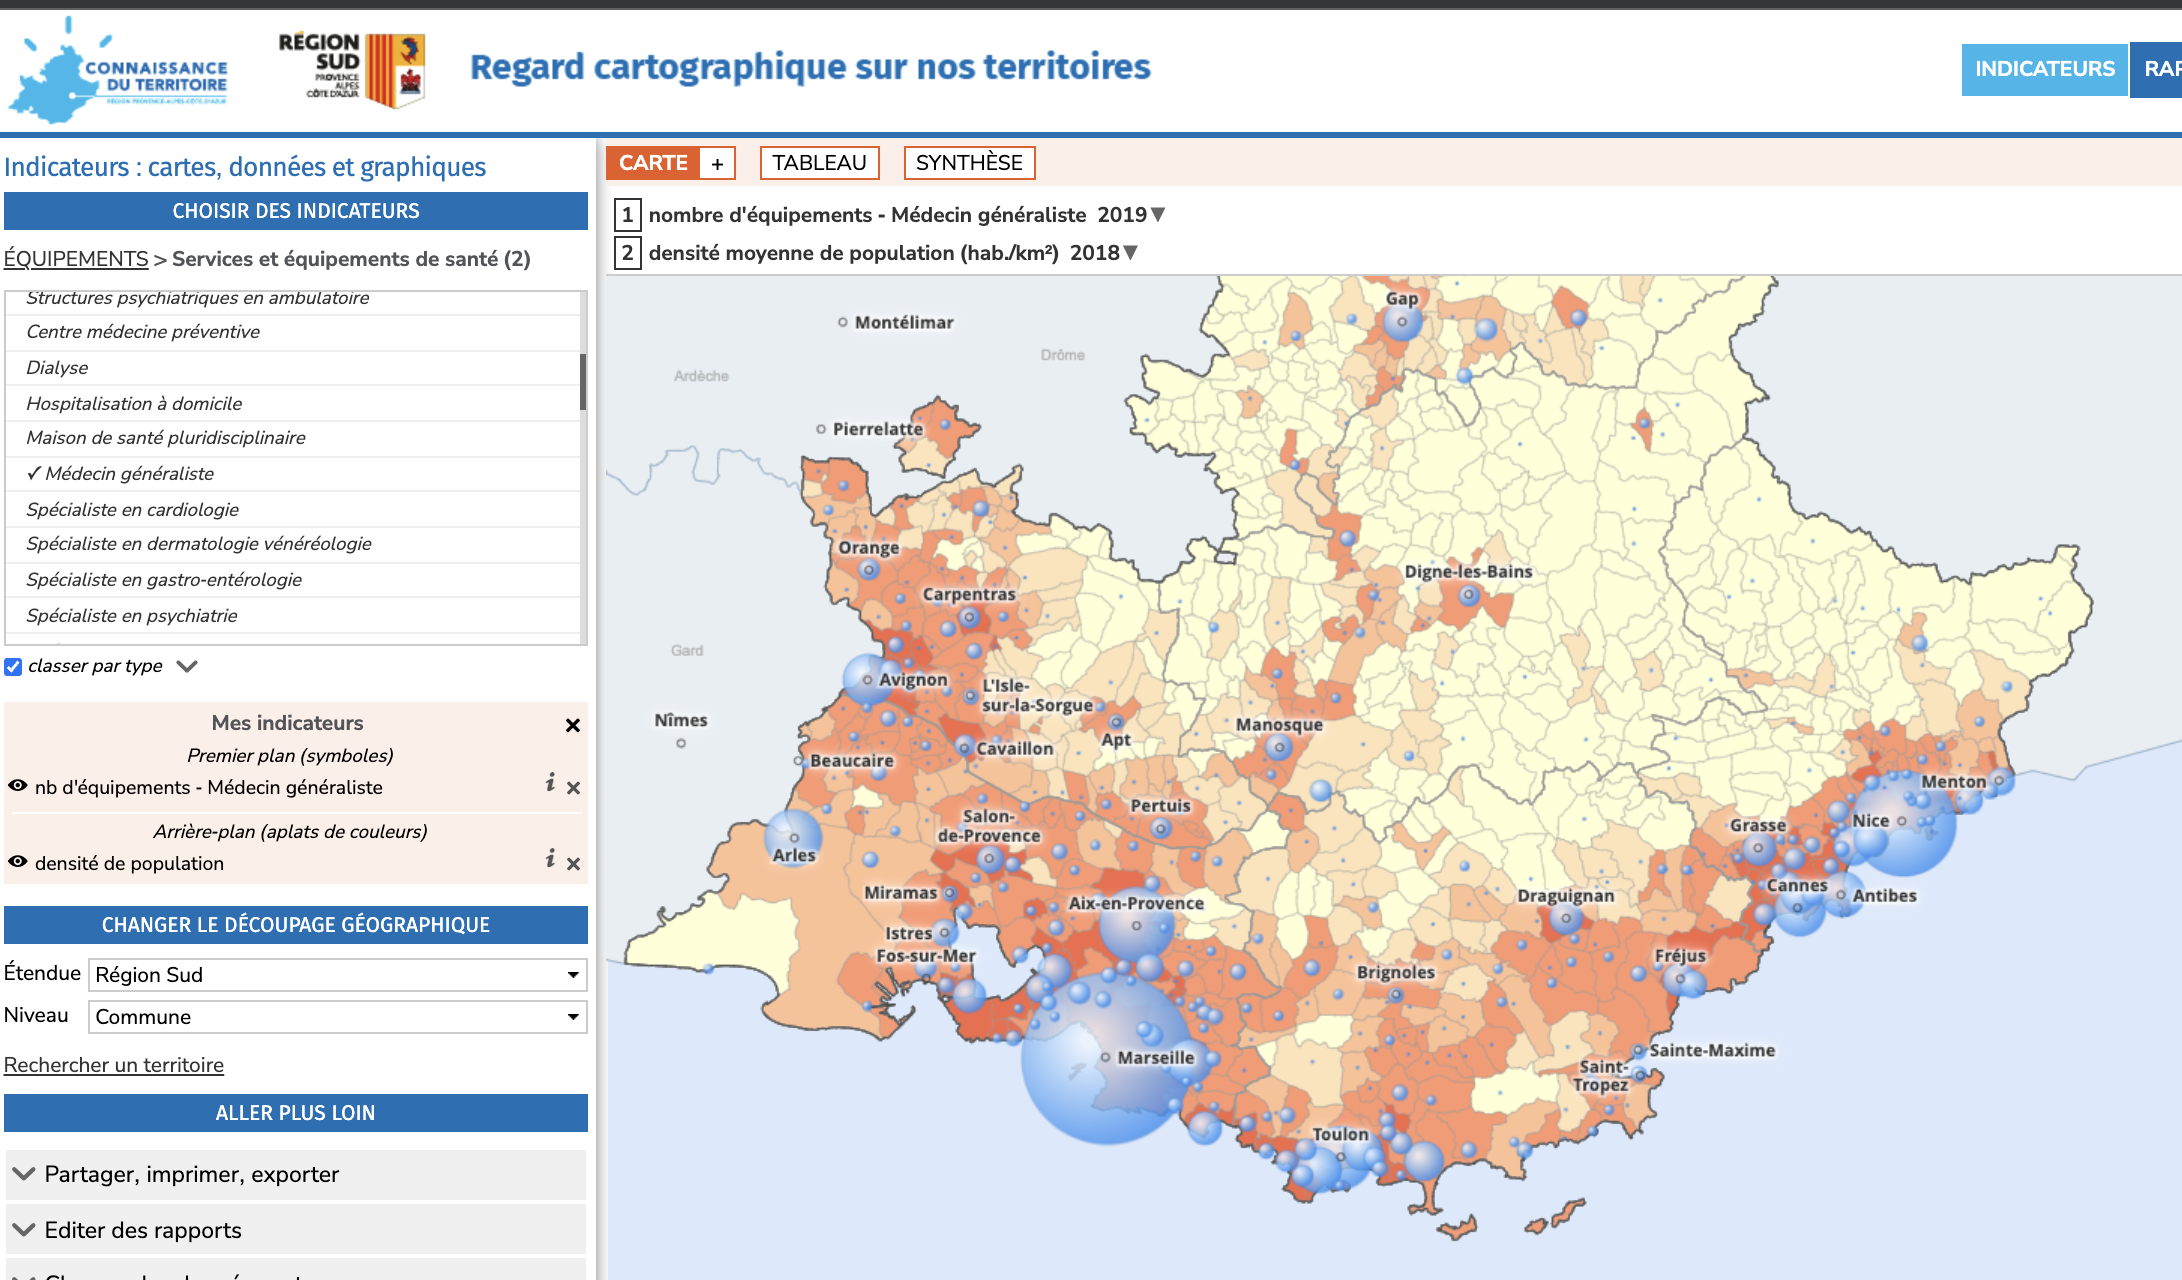 CONNAISSANCE
DU TERRITOIRE
RÉGION PROVENCE-ALPES-CÔTE D'AZUR
RÉGION
SUD
PROVENCE
ALPES
CÔTE D'AZUR
Regard cartographique sur nos territoires
INDICATEURS
Indicateurs : cartes, données et graphiques
CHOISIR DES INDICATEURS
ÉQUIPEMENTS > Services et équipements de santé (2)
Structures psychiatriques en ambulatoire
Centre médecine préventive
Dialyse
Hospitalisation à domicile
Maison de santé pluridisciplinaire
✓ Médecin généraliste
Spécialiste en cardiologie
Spécialiste en dermatologie vénéréologie
Spécialiste en gastro-entérologie
Spécialiste en psychiatrie
classer par type
Mes indicateurs
Premier plan (symboles)
nb d'équipements - Médecin généraliste
Arrière-plan (aplats de couleurs)
densité de population
CHANGER LE DÉCOUPAGE GÉOGRAPHIQUE
Étendue Région Sud
Niveau Commune
Rechercher un territoire
ALLER PLUS LOIN
Partager, imprimer, exporter
Editer des rapports
CARTE +
TABLEAU
SYNTHÈSE
1 nombre d'équipements - Médecin généraliste 2019▼
2 densité moyenne de population (hab./km²) 2018▼
Gap
Montélimar
Drôme
Ardèche
Pierrelatte
Orange
Digne-les-Bains
Carpentras
Gard
Avignon
L'Isle-
sur-la-Sorgue
Nîmes
Manosque
Apt
Cavaillon
Beaucaire
Menton
Pertuis
Salon-
de-Provence
Nice
Grasse
Arles
Cannes
Miramas
Draguignan
Antibes
Aix-en-Provence
Istres
Fos-sur-Mer
Fréjus
Brignoles
Sainte-Maxime
Marseille
Saint-
Tropez
Toulon